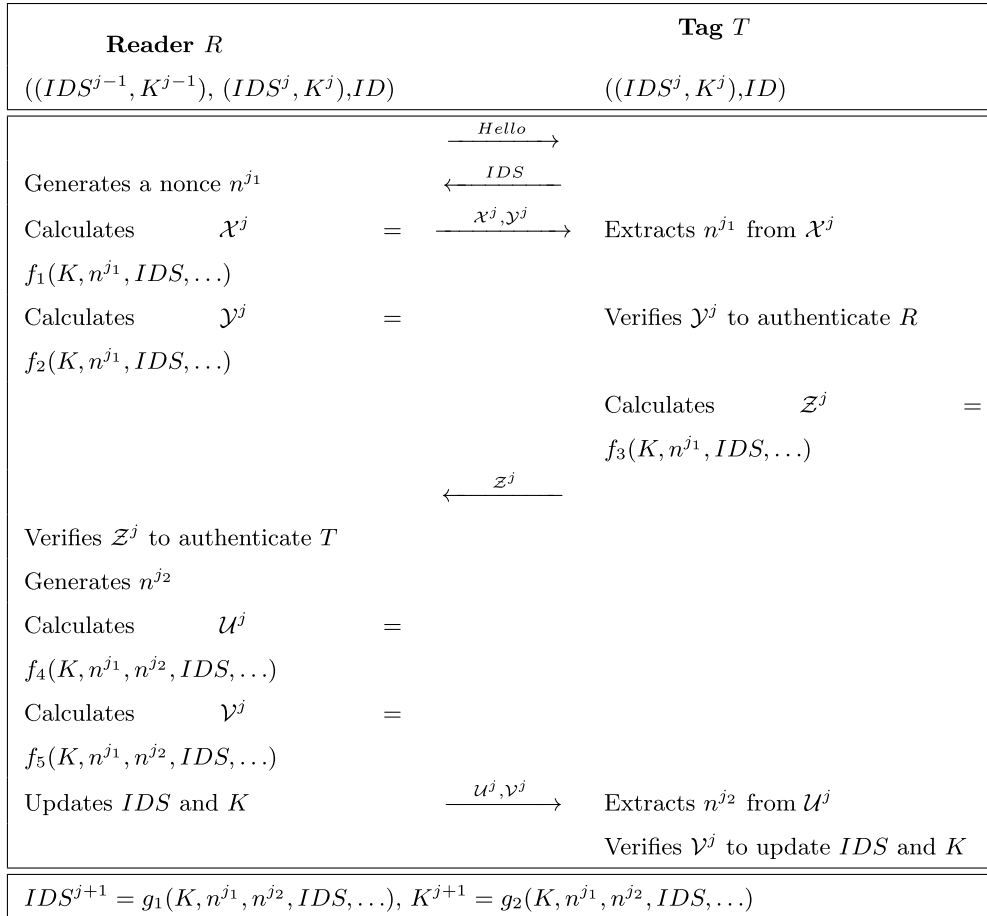 Reader R
Tag T
((IDS^{j−1}, K^{j−1}), (IDS^j, K^j),ID)
((IDS^j, K^j),ID)
Hello
Generates a nonce n^{j_1}
IDS
Calculates 𝒳^j =
𝒳^j,𝒴^j
Extracts n^{j_1} from 𝒳^j
f_1(K, n^{j_1}, IDS, . . .)
Calculates 𝒴^j =
Verifies 𝒴^j to authenticate R
f_2(K, n^{j_1}, IDS, . . .)
Calculates 𝒵^j =
f_3(K, n^{j_1}, IDS, . . .)
𝒵^j
Verifies 𝒵^j to authenticate T
Generates n^{j_2}
Calculates 𝒰^j =
f_4(K, n^{j_1}, n^{j_2}, IDS, . . .)
Calculates 𝒱^j =
f_5(K, n^{j_1}, n^{j_2}, IDS, . . .)
Updates IDS and K
𝒰^j,𝒱^j
Extracts n^{j_2} from 𝒰^j
Verifies 𝒱^j to update IDS and K
IDS^{j+1} = g_1(K, n^{j_1}, n^{j_2}, IDS, . . .), K^{j+1} = g_2(K, n^{j_1}, n^{j_2}, IDS, . . .)